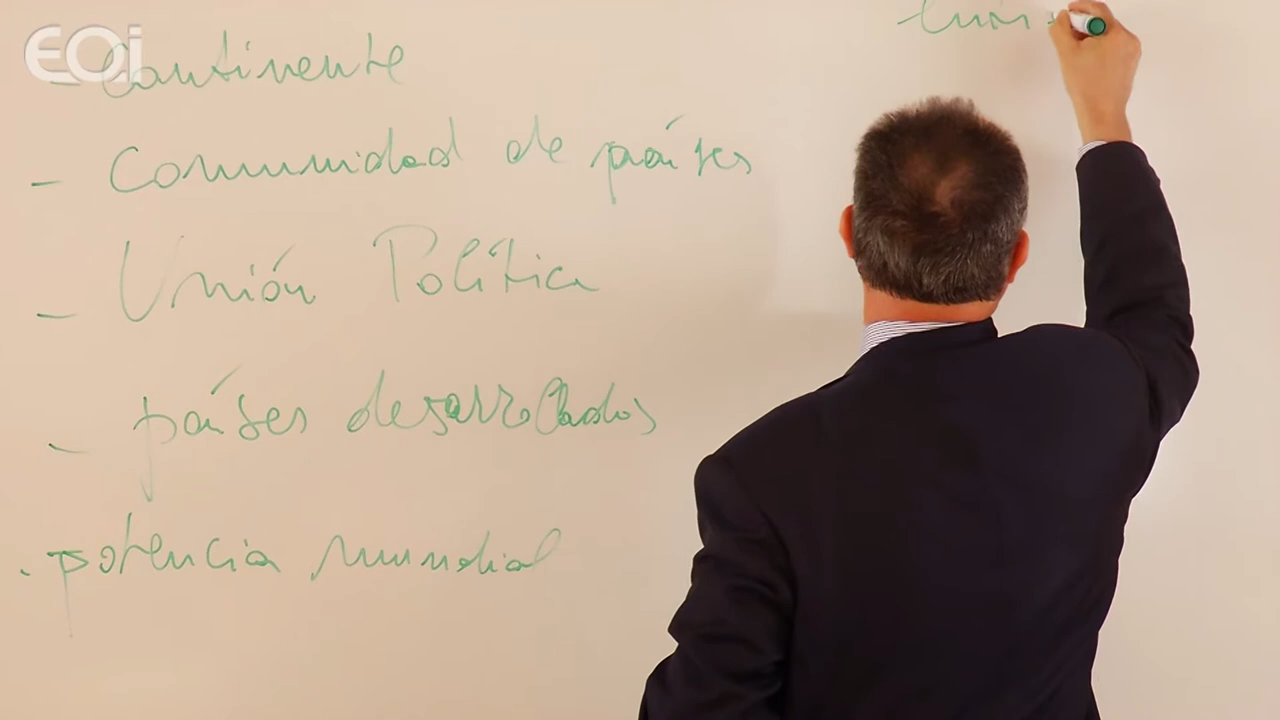 EOi
- Continente
- Comunidad de países
- Unión Política
- países desarrollados
. potencia mundial